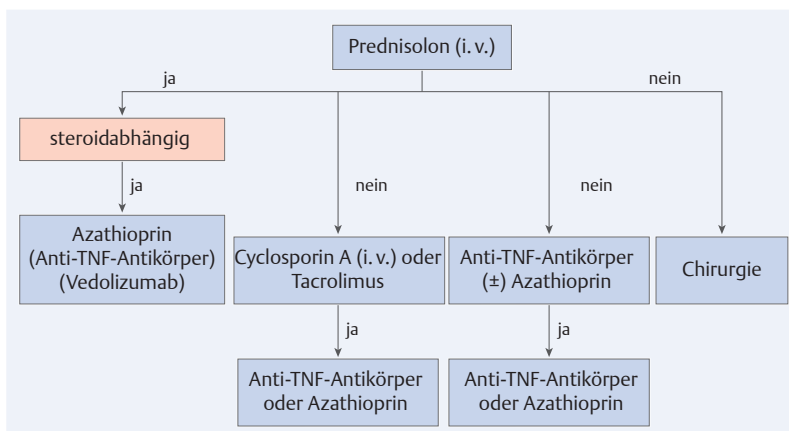 Prednisolon (i. v.)
ja
nein
steroidabhängig
ja
nein
nein
Azathioprin
(Anti-TNF-Antikörper)
(Vedolizumab)
Cyclosporin A (i. v.) oder
Tacrolimus
Anti-TNF-Antikörper
(±) Azathioprin
Chirurgie
ja
ja
Anti-TNF-Antikörper
oder Azathioprin
Anti-TNF-Antikörper
oder Azathioprin